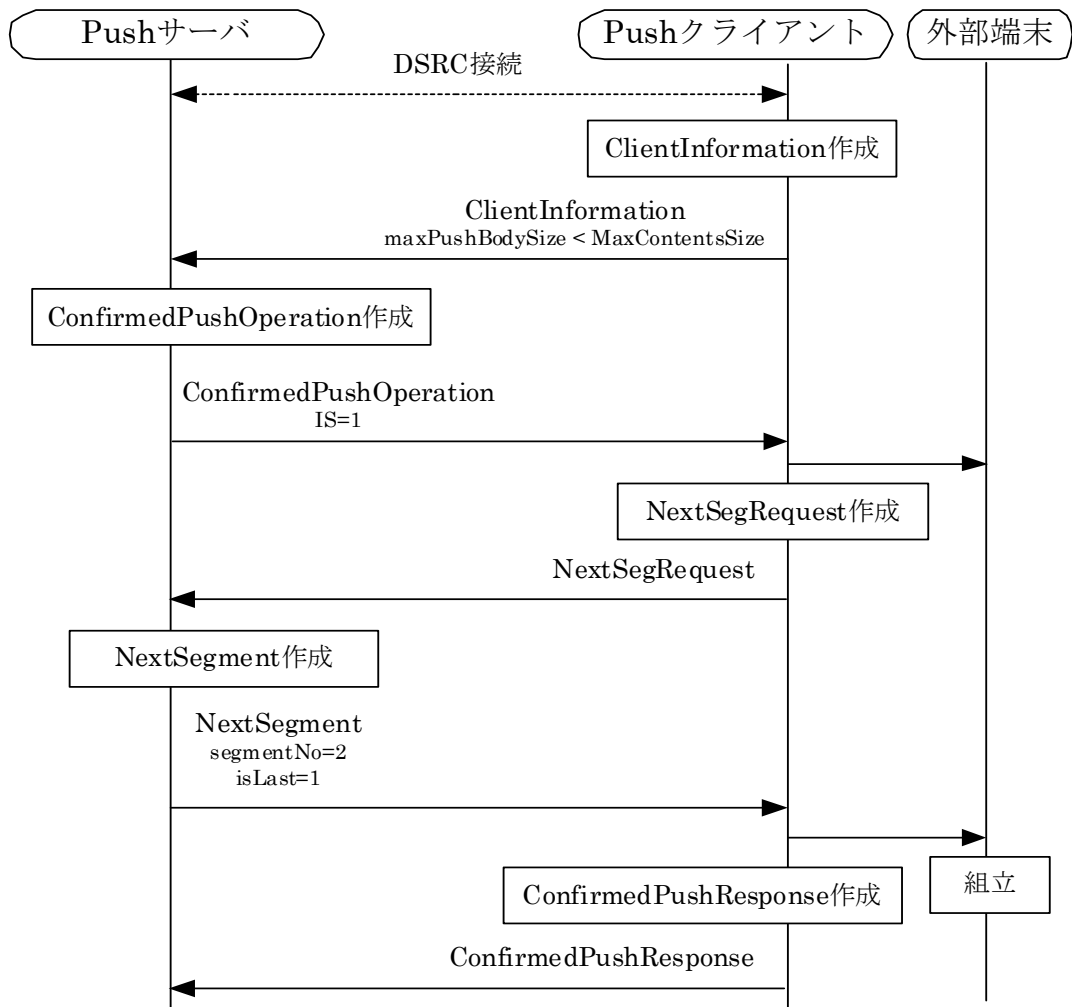 Pushサーバ
Pushクライアント
外部端末
DSRC接続
ClientInformation作成
ClientInformation
maxPushBodySize < MaxContentsSize
ConfirmedPushOperation作成
ConfirmedPushOperation
IS=1
NextSegRequest作成
NextSegRequest
NextSegment作成
NextSegment
segmentNo=2
isLast=1
ConfirmedPushResponse作成
組立
ConfirmedPushResponse